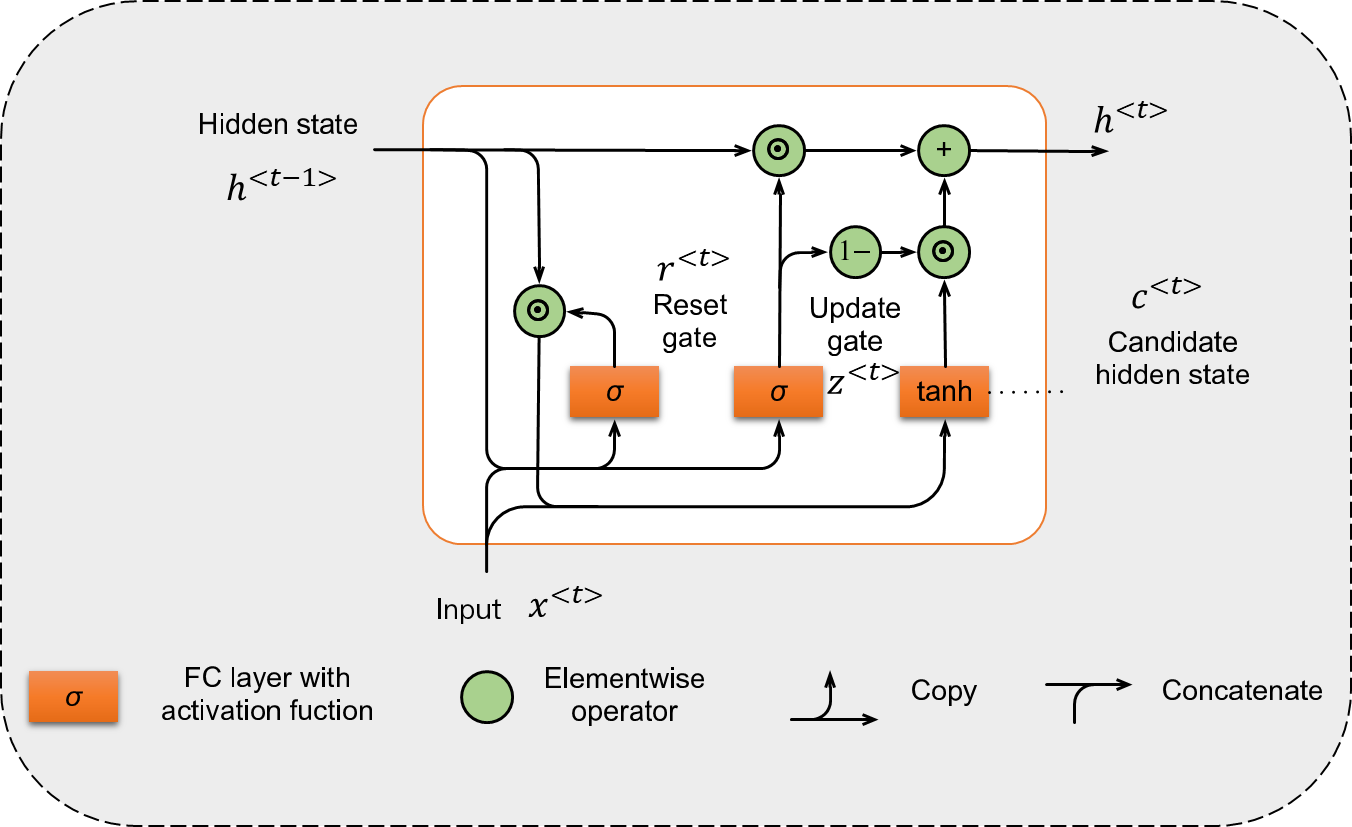 Hidden state
h<t−1>
h<t>
⊙
+
1−
⊙
r<t>
Reset
gate
⊙
Update
gate
z<t>
c<t>
Candidate
hidden state
σ
σ
tanh
Input x<t>
σ
FC layer with
activation fuction
Elementwise
operator
Copy
Concatenate